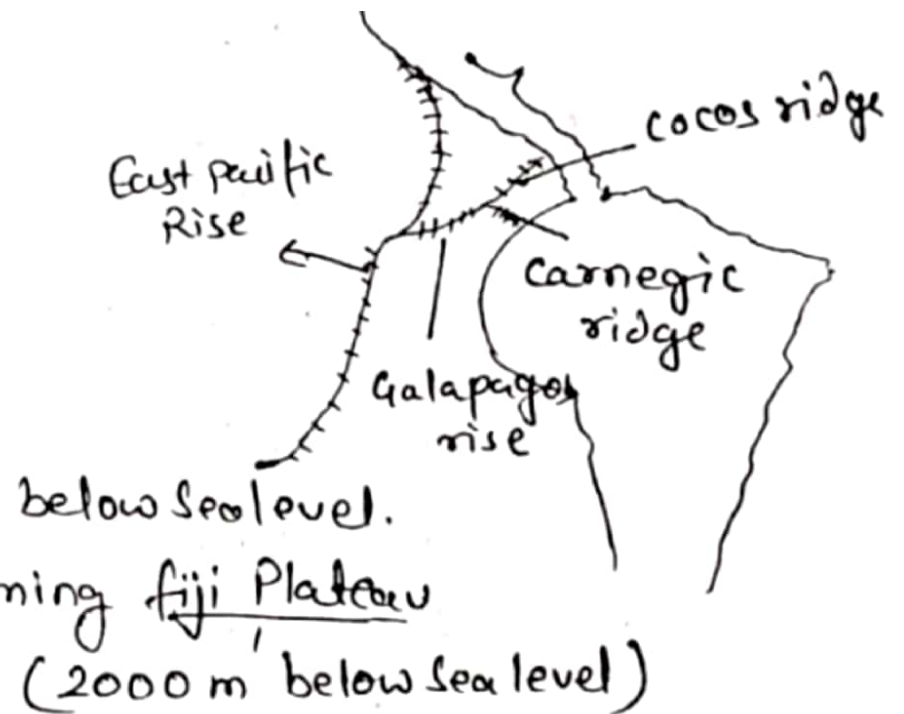 cocos ridge
East pacific
Rise
Carnegic
ridge
Galapagos
rise
below sea level.
ning fiji Plateau
(2000 m below sea level)